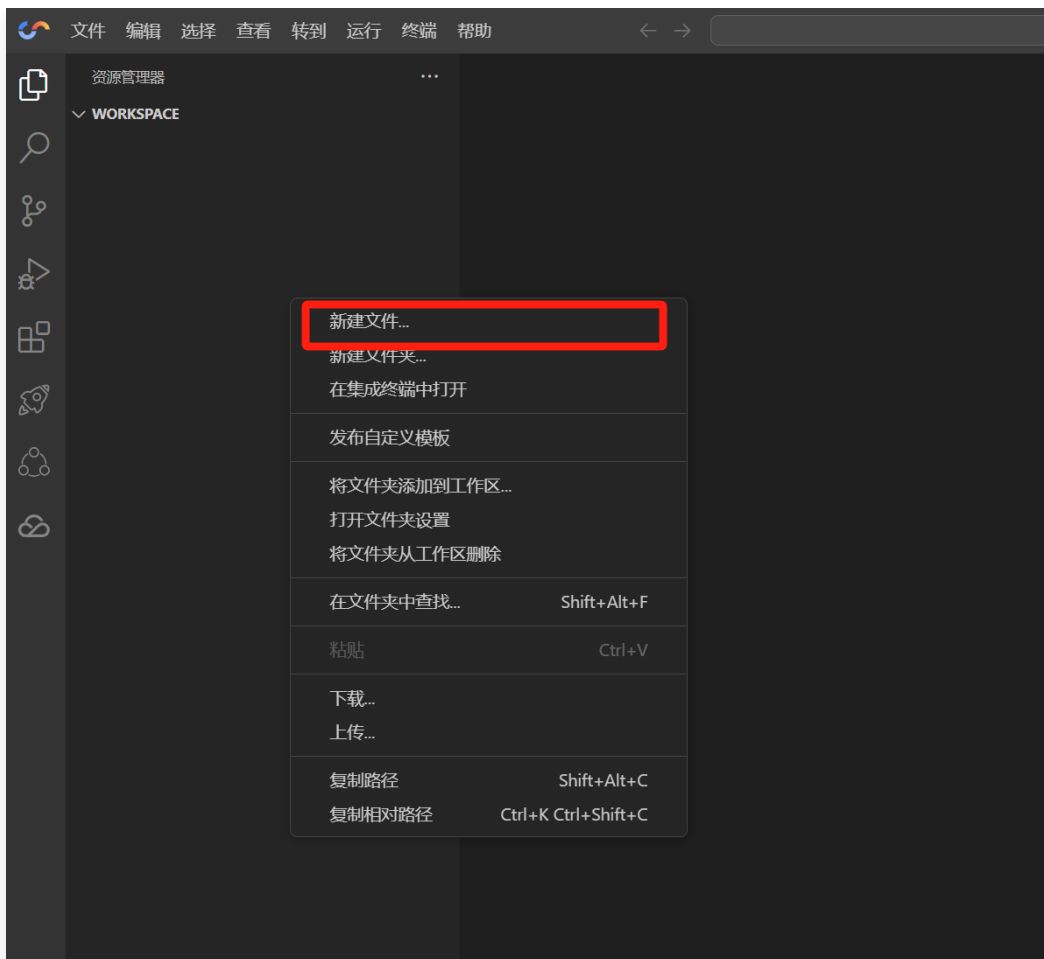 文件 编辑 选择 查看 转到 运行 终端 帮助
资源管理器
WORKSPACE
新建文件...
新建文件夹...
在集成终端中打开
发布自定义模板
将文件夹添加到工作区...
打开文件夹设置
将文件夹从工作区删除
在文件夹中查找... Shift+Alt+F
粘贴 Ctrl+V
下载...
上传...
复制路径 Shift+Alt+C
复制相对路径 Ctrl+K Ctrl+Shift+C